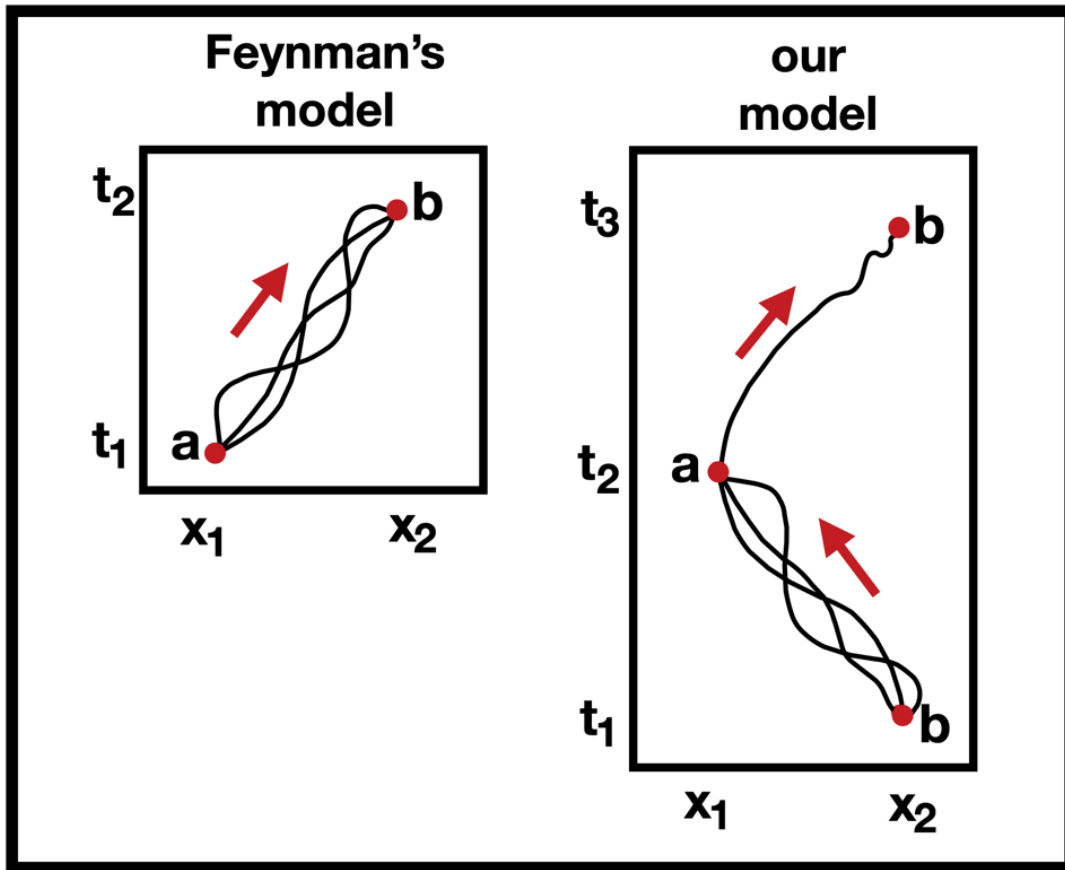 Feynman's
model
t₂
b
t₁
a
x₁
x₂
our
model
t₃
b
t₂
a
t₁
b
x₁
x₂